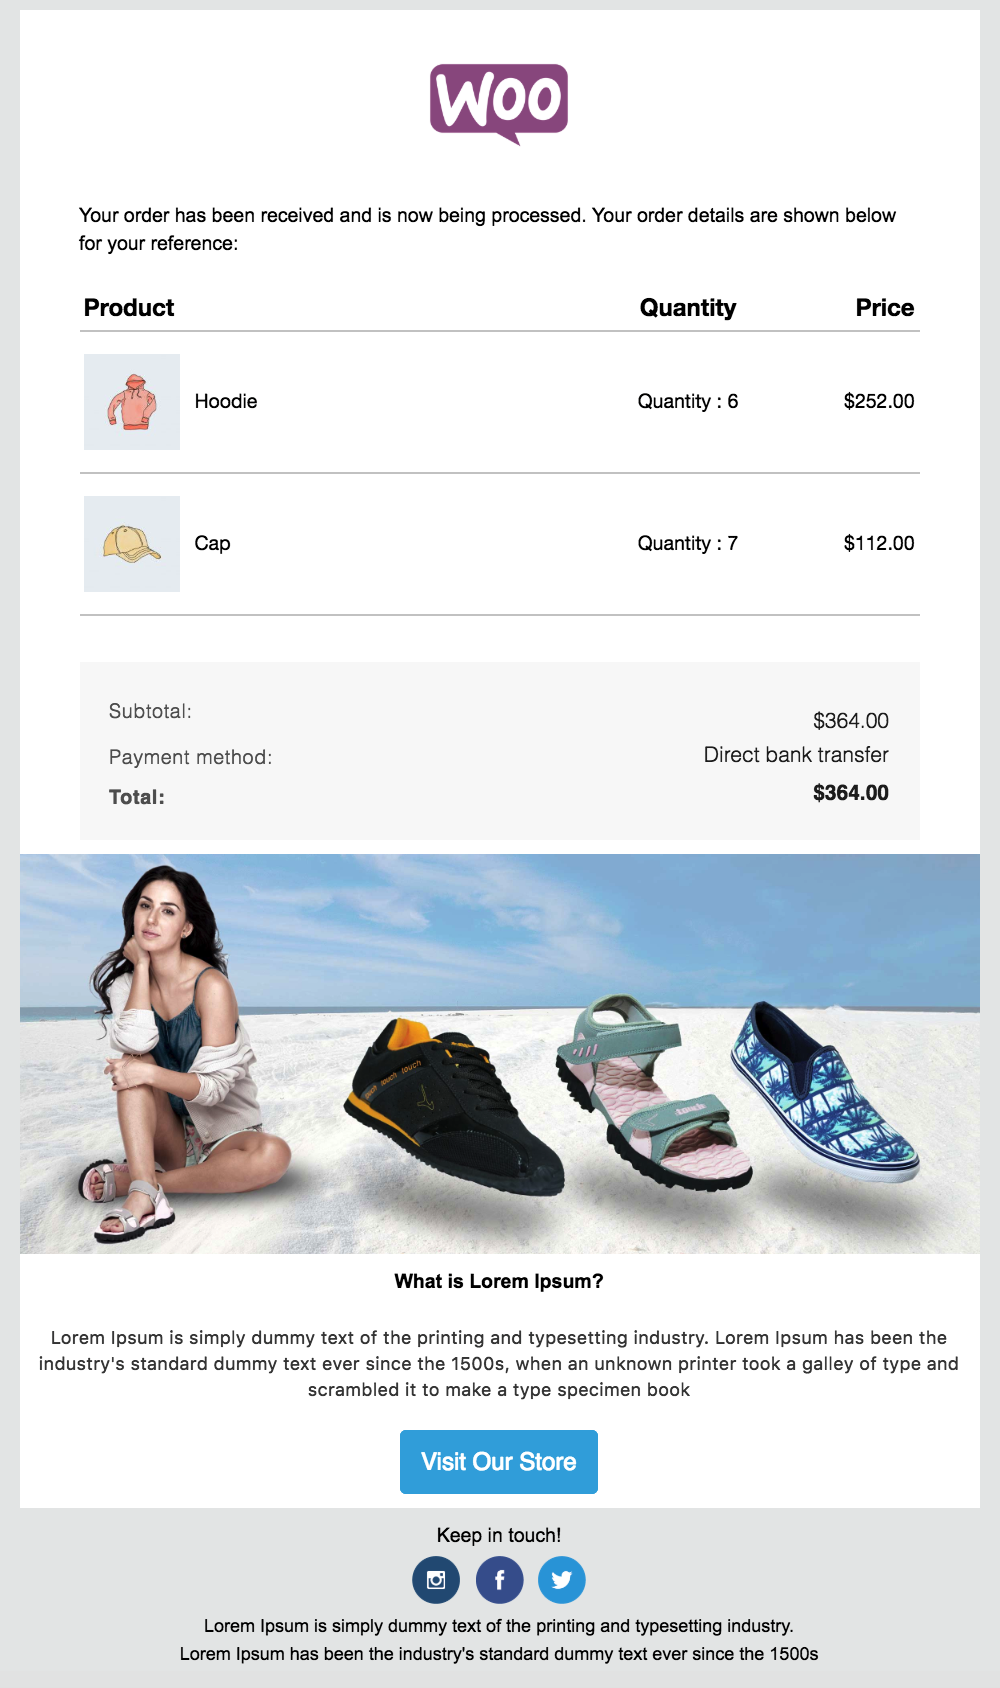 Woo
Your order has been received and is now being processed. Your order details are shown below
for your reference:
Product Quantity Price
Hoodie Quantity : 6 $252.00
Cap Quantity : 7 $112.00
Subtotal: $364.00
Payment method: Direct bank transfer
Total: $364.00
touch touch touch
What is Lorem Ipsum?
Lorem Ipsum is simply dummy text of the printing and typesetting industry. Lorem Ipsum has been the
industry's standard dummy text ever since the 1500s, when an unknown printer took a galley of type and
scrambled it to make a type specimen book
Visit Our Store
Keep in touch!
Lorem Ipsum is simply dummy text of the printing and typesetting industry.
Lorem Ipsum has been the industry's standard dummy text ever since the 1500s